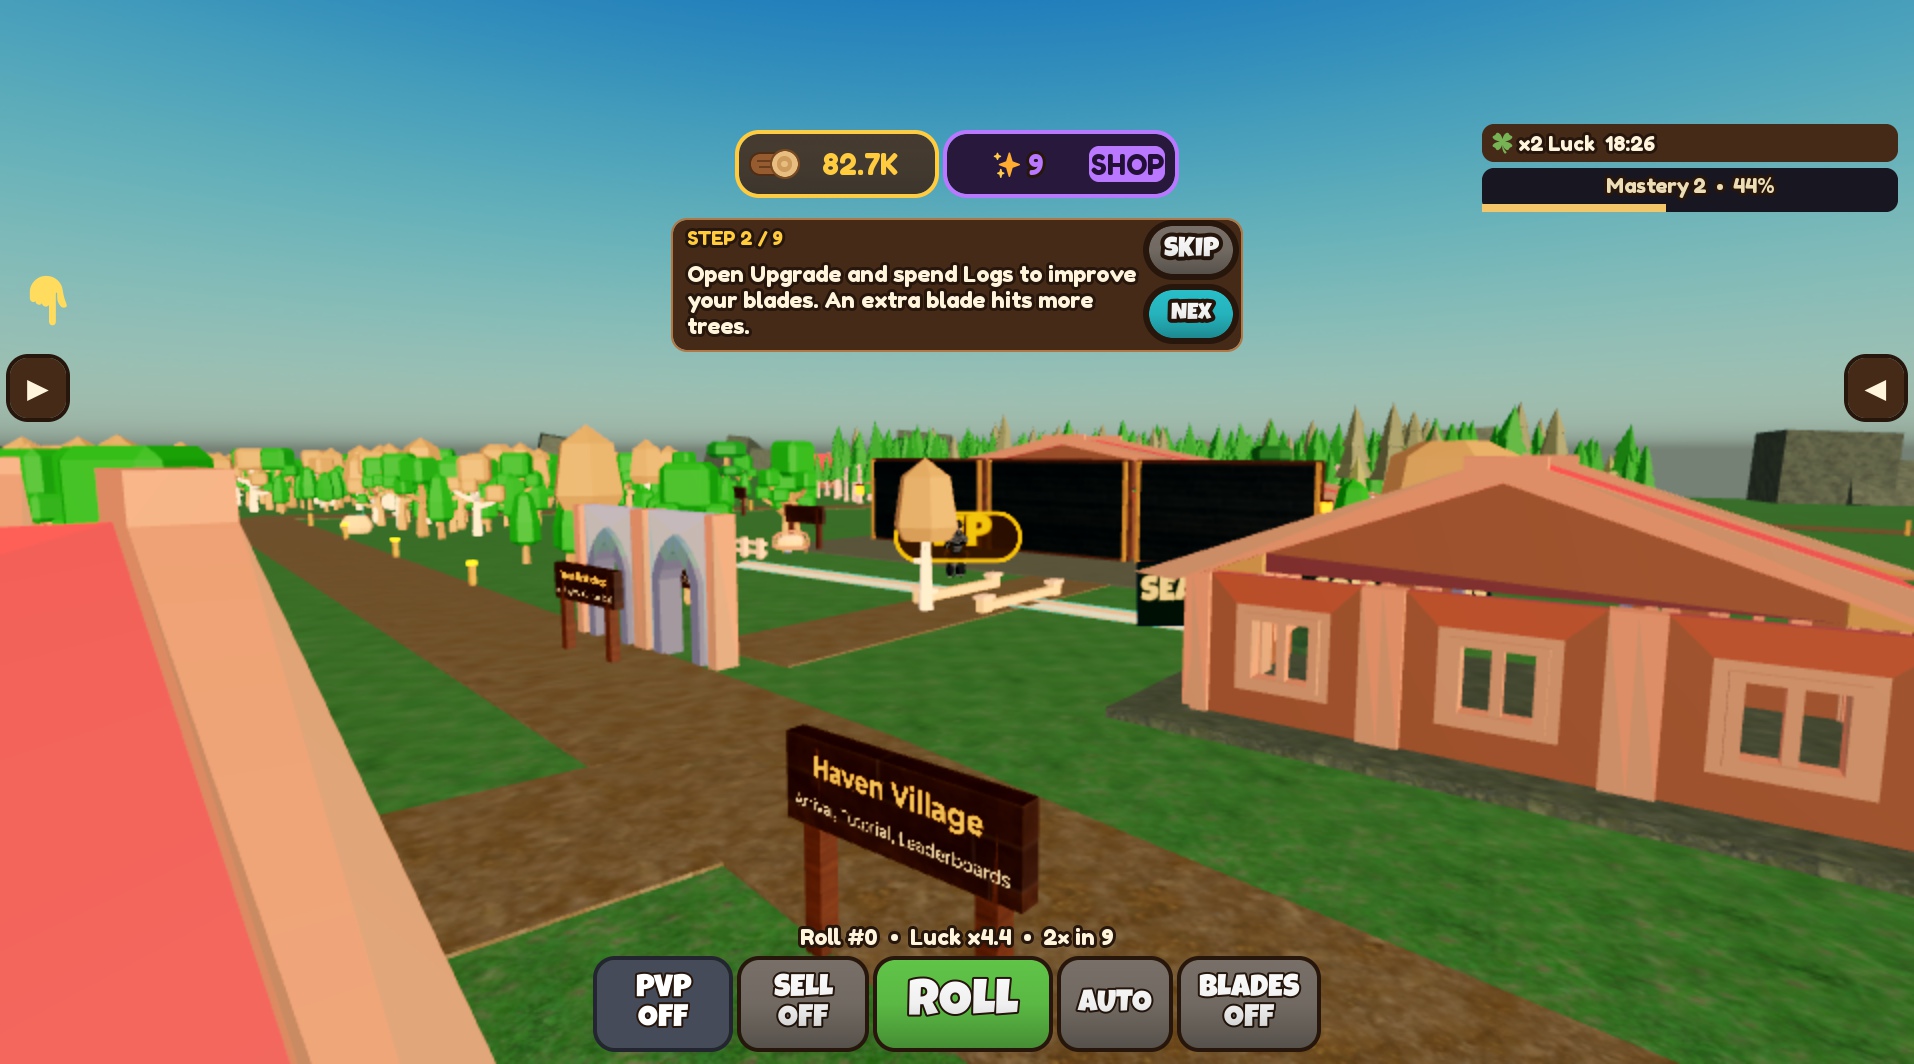 82.7K
9
SHOP
x2 Luck 18:26
Mastery 2 • 44%
STEP 2 / 9
SKIP
Open Upgrade and spend Logs to improve
your blades. An extra blade hits more
trees.
NEX
Haven Village
Arrival, Tutorial, Leaderboards
Roll #0 • Luck x4.4 • 2x in 9
PVP
OFF
SELL
OFF
ROLL
AUTO
BLADES
OFF